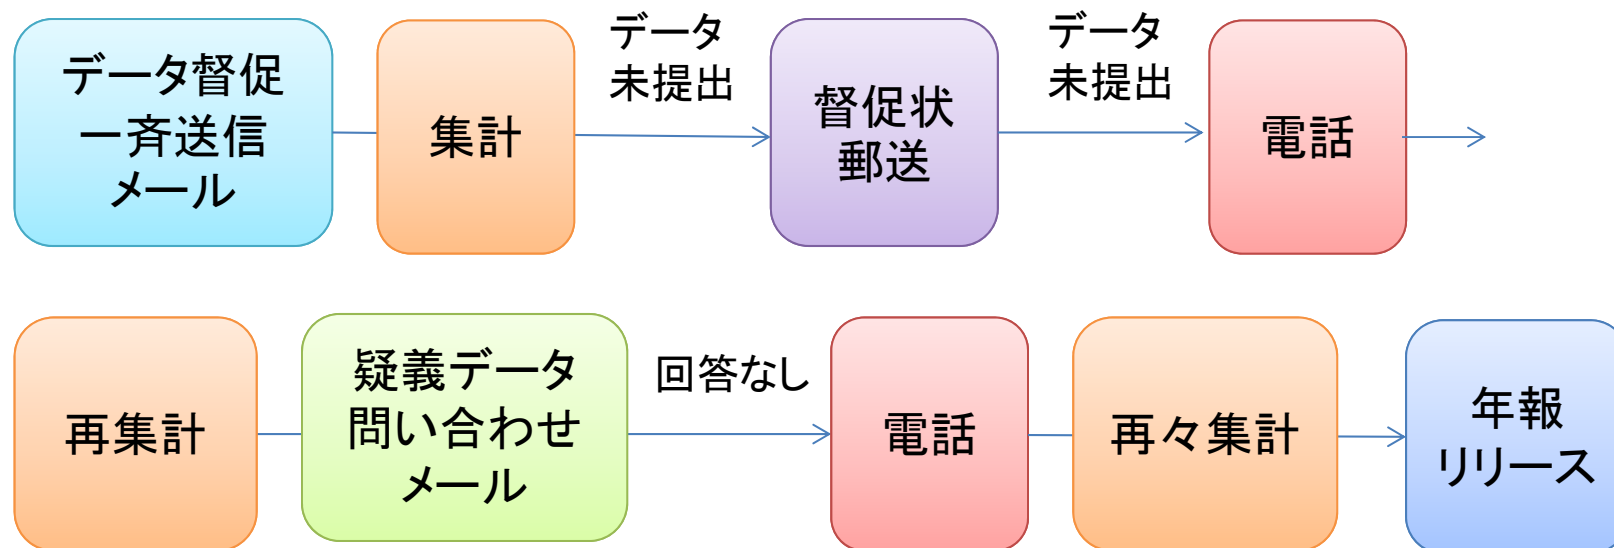 データ督促
一斉送信
メール
集計
データ
未提出
督促状
郵送
データ
未提出
電話
再集計
疑義データ
問い合わせ
メール
回答なし
電話
再々集計
年報
リリース